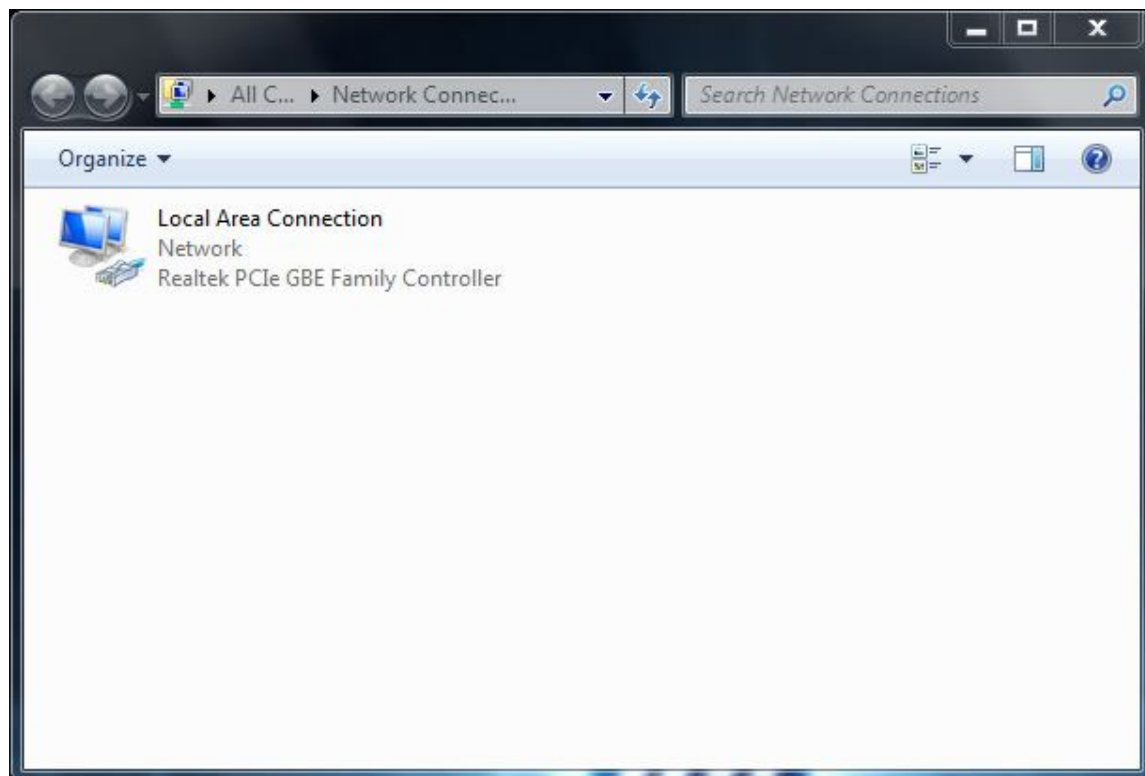 All C... Network Connec...
Search Network Connections
Organize
Local Area Connection
Network
Realtek PCIe GBE Family Controller